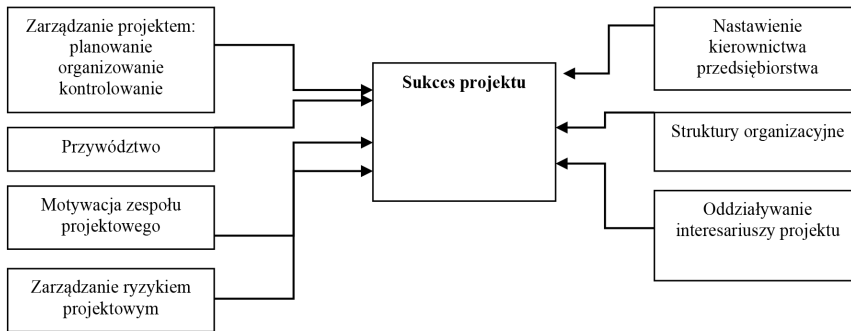 Zarządzanie projektem:
planowanie
organizowanie
kontrolowanie
Przywództwo
Motywacja zespołu
projektowego
Zarządzanie ryzykiem
projektowym
Sukces projektu
Nastawienie
kierownictwa
przedsiębiorstwa
Struktury organizacyjne
Oddziaływanie
interesariuszy projektu